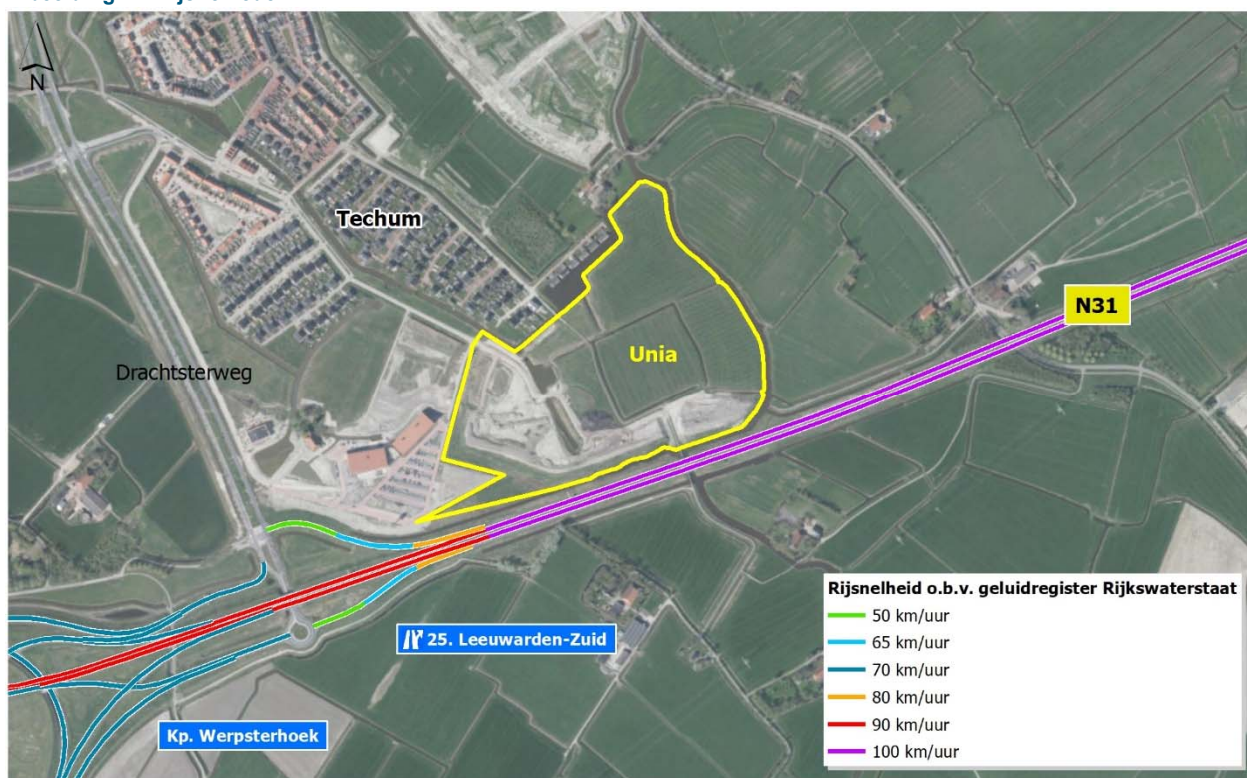 N
Techum
N31
Unia
Drachtsterweg
25. Leeuwarden-Zuid
Kp. Werpsterhoek
Rijsnelheid o.b.v. geluidregister Rijkswaterstaat
50 km/uur
65 km/uur
70 km/uur
80 km/uur
90 km/uur
100 km/uur